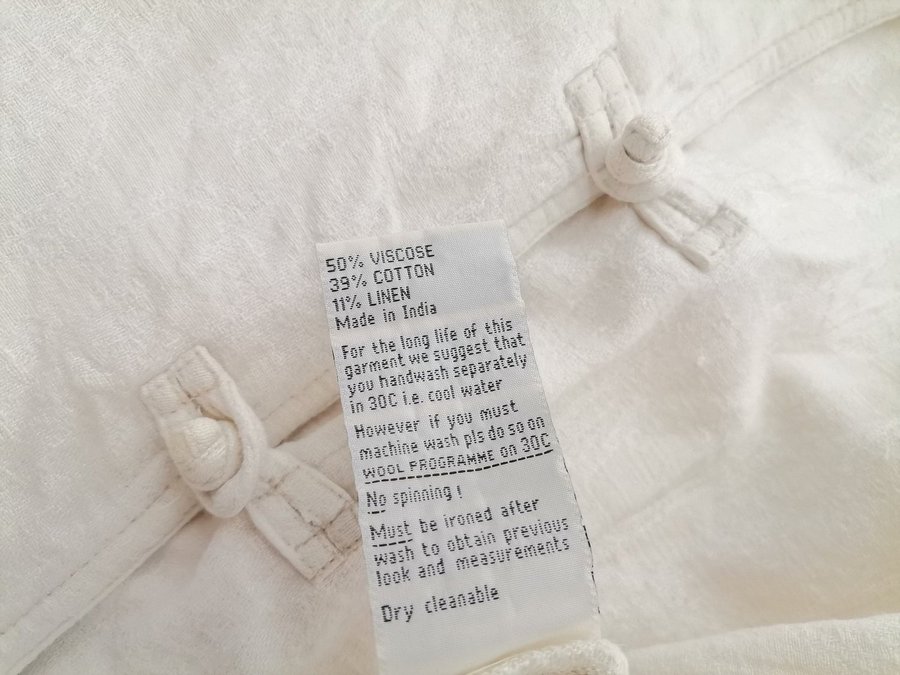 50% VISCOSE
39% COTTON
11% LINEN
Made in India
For the long life of this
garment we suggest that
you handwash separately
in 30C i.e. cool water
However if you must
machine wash pls do so on
WOOL PROGRAMME on 30C
No spinning!
Must be ironed after
wash to obtain previous
look and measurements
Dry cleanable